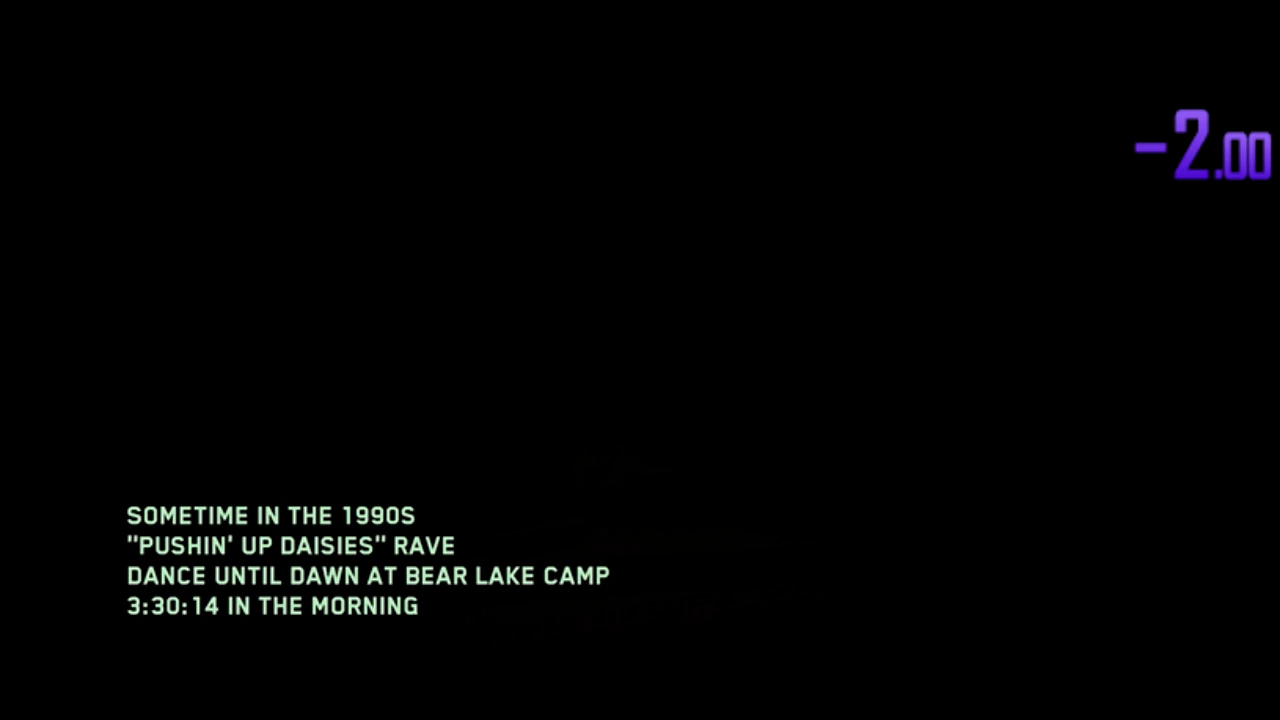 -2.00
SOMETIME IN THE 1990S
"PUSHIN' UP DAISIES" RAVE
DANCE UNTIL DAWN AT BEAR LAKE CAMP
3:30:14 IN THE MORNING